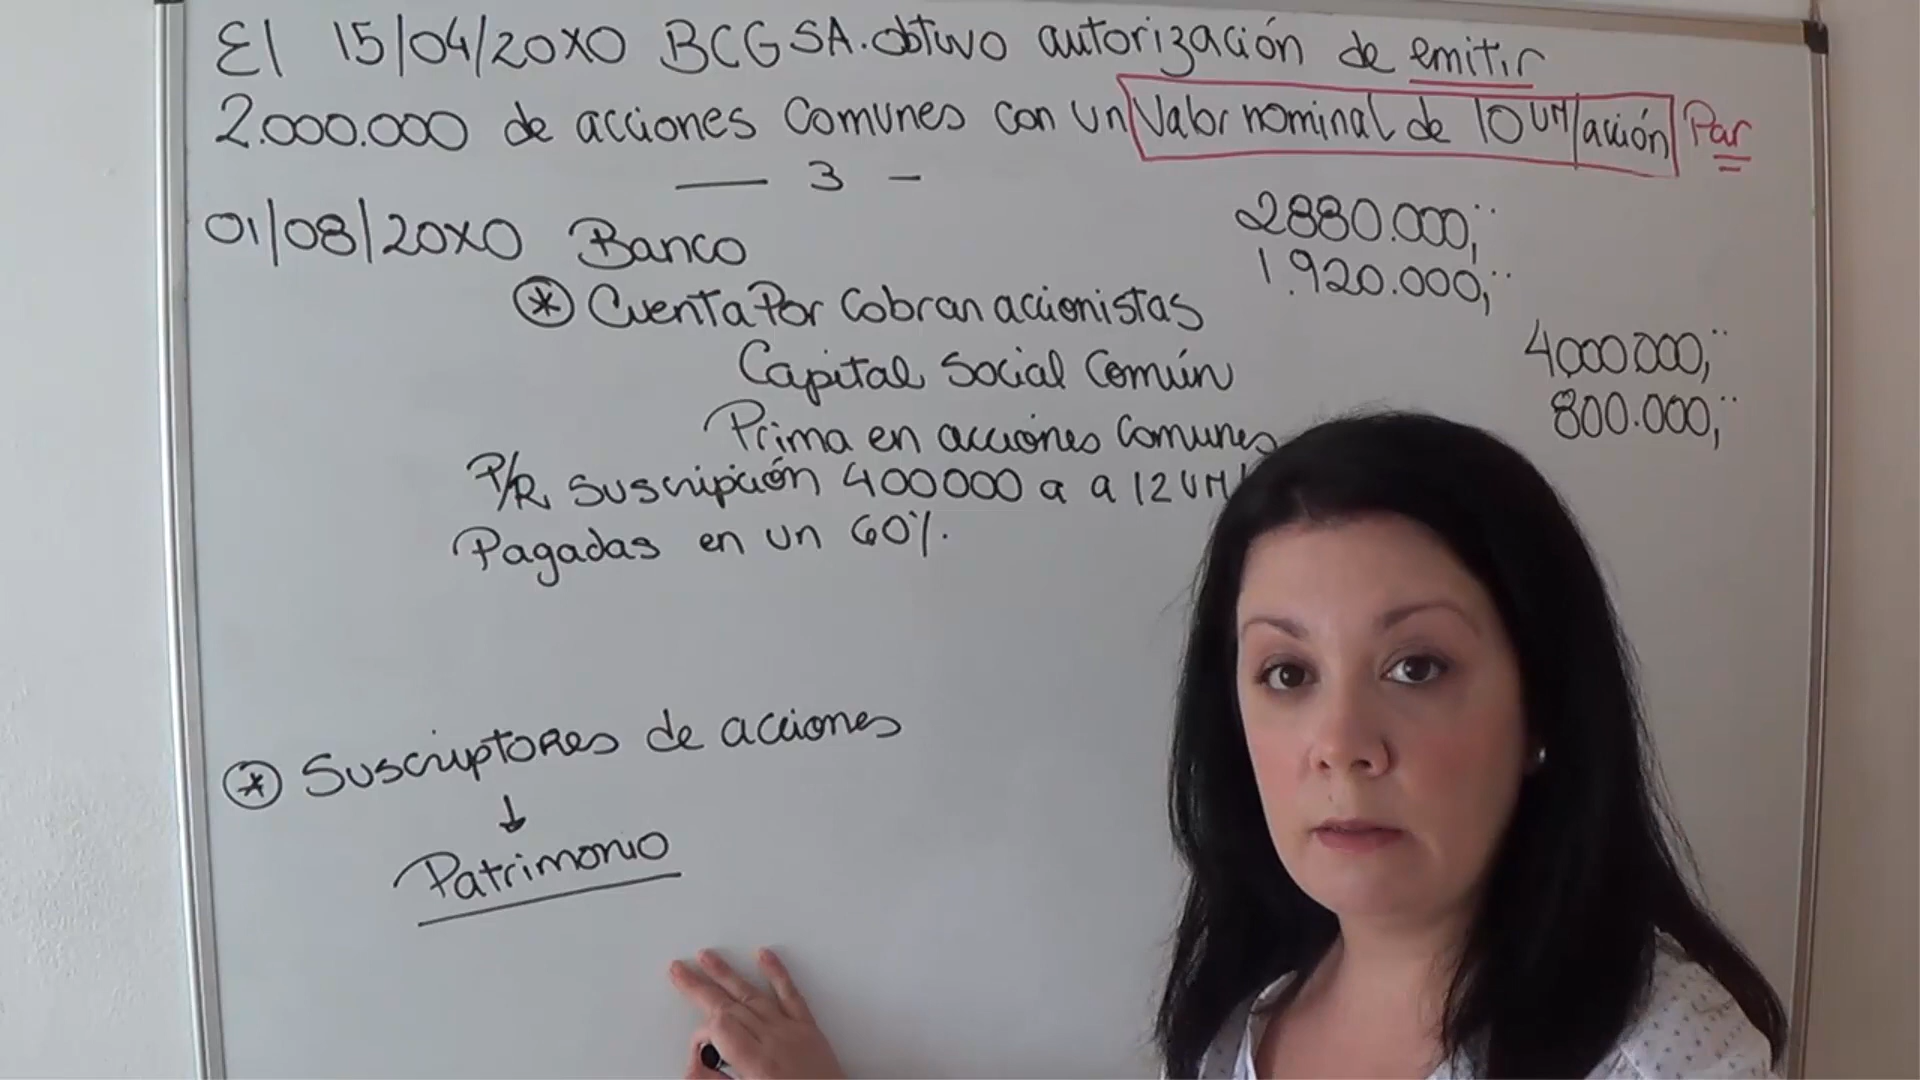 El 15/04/20X0 BCG SA. obtuvo autorización de emitir
2.000.000 de acciones comunes con un Valor nominal de 10 UM/acción Par
— 3 —
01/08/20X0 Banco 2880.000,..
* Cuenta Por Cobrar accionistas 1.920.000,..
Capital Social Común 4000000,..
Prima en acciones Comunes 800.000,..
P/R suscripción 400000 a a 12 UM
Pagadas en un 60%.
* Suscriptores de acciones
↓
Patrimonio